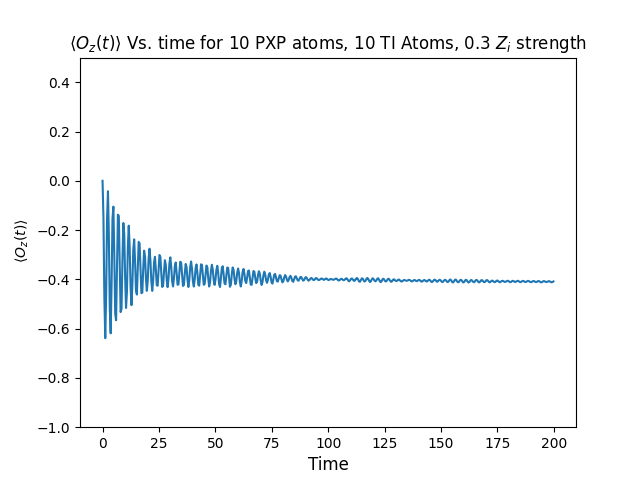 ⟨O_z(t)⟩ Vs. time for 10 PXP atoms, 10 TI Atoms, 0.3 Z_i strength
0.4
0.2
0.0
−0.2
⟨O_z(t)⟩
−0.4
−0.6
−0.8
−1.0
0 25 50 75 100 125 150 175 200
Time